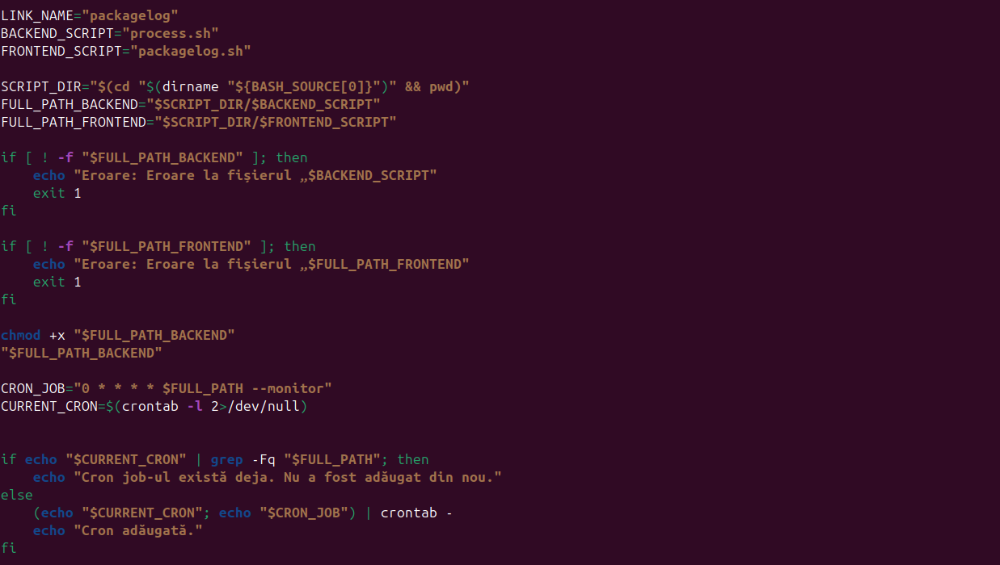 LINK_NAME="packagelog"
BACKEND_SCRIPT="process.sh"
FRONTEND_SCRIPT="packagelog.sh"

SCRIPT_DIR="$(cd "$(dirname "${BASH_SOURCE[0]}")" && pwd)"
FULL_PATH_BACKEND="$SCRIPT_DIR/$BACKEND_SCRIPT"
FULL_PATH_FRONTEND="$SCRIPT_DIR/$FRONTEND_SCRIPT"

if [ ! -f "$FULL_PATH_BACKEND" ]; then
    echo "Eroare: Eroare la fișierul „$BACKEND_SCRIPT"
    exit 1
fi

if [ ! -f "$FULL_PATH_FRONTEND" ]; then
    echo "Eroare: Eroare la fișierul „$FULL_PATH_FRONTEND"
    exit 1
fi

chmod +x "$FULL_PATH_BACKEND"
"$FULL_PATH_BACKEND"

CRON_JOB="0 * * * * $FULL_PATH --monitor"
CURRENT_CRON=$(crontab -l 2>/dev/null)


if echo "$CURRENT_CRON" | grep -Fq "$FULL_PATH"; then
    echo "Cron job-ul există deja. Nu a fost adăugat din nou."
else
    (echo "$CURRENT_CRON"; echo "$CRON_JOB") | crontab -
    echo "Cron adăugată."
fi